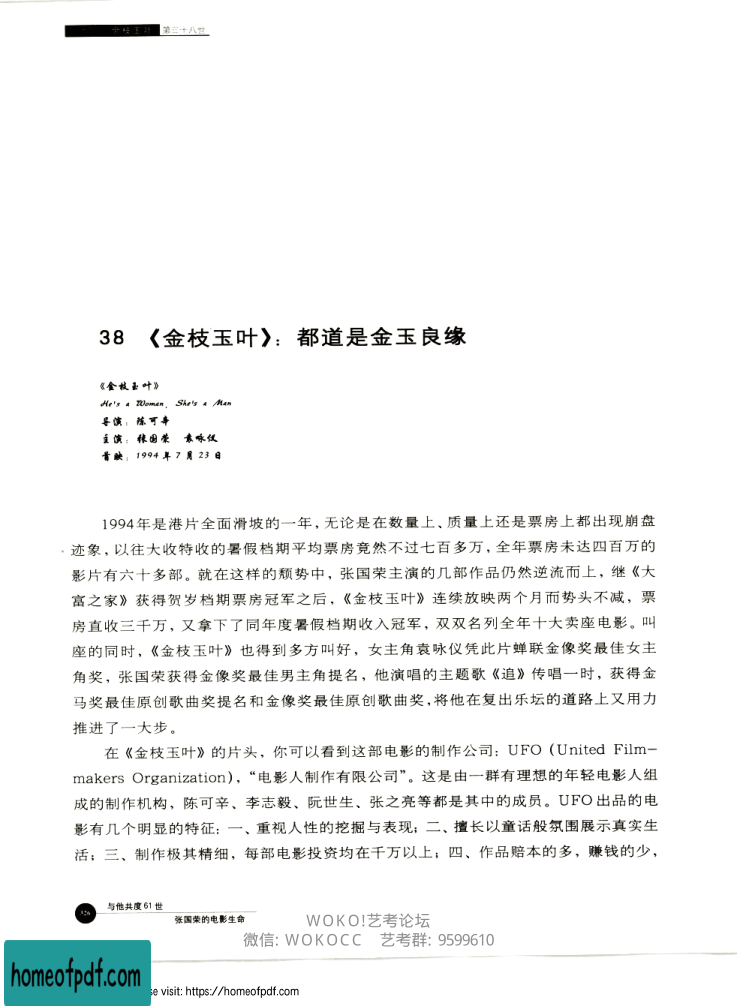 金枝玉叶 第三十八世
38 《金枝玉叶》：都道是金玉良缘
《金枝玉叶》
He's a Woman, She's a Man
导演：陈可辛
主演：张国荣 袁咏仪
首映：1994年7月23日
1994年是港片全面滑坡的一年，无论是在数量上、质量上还是票房上都出现崩盘
迹象，以往大收特收的暑假档期平均票房竟然不过七百多万，全年票房未达四百万的
影片有六十多部。就在这样的颓势中，张国荣主演的几部作品仍然逆流而上，继《大
富之家》获得贺岁档期票房冠军之后，《金枝玉叶》连续放映两个月而势头不减，票
房直收三千万，又拿下了同年度暑假档期收入冠军，双双名列全年十大卖座电影。叫
座的同时，《金枝玉叶》也得到多方叫好，女主角袁咏仪凭此片蝉联金像奖最佳女主
角奖，张国荣获得金像奖最佳男主角提名，他演唱的主题歌《追》传唱一时，获得金
马奖最佳原创歌曲奖提名和金像奖最佳原创歌曲奖，将他在复出乐坛的道路上又用力
推进了一大步。
在《金枝玉叶》的片头，你可以看到这部电影的制作公司：UFO（United Film-
makers Organization），“电影人制作有限公司”。这是由一群有理想的年轻电影人组
成的制作机构，陈可辛、李志毅、阮世生、张之亮等都是其中的成员。UFO出品的电
影有几个明显的特征：一、重视人性的挖掘与表现；二、擅长以童话般氛围展示真实生
活；三、制作极其精细，每部电影投资均在千万以上；四、作品赔本的多，赚钱的少，
326
与他共度61世
张国荣的电影生命
WOKO!艺考论坛
微信: WOKOCC 艺考群: 9599610
homeofpdf.com
se visit: https://homeofpdf.com